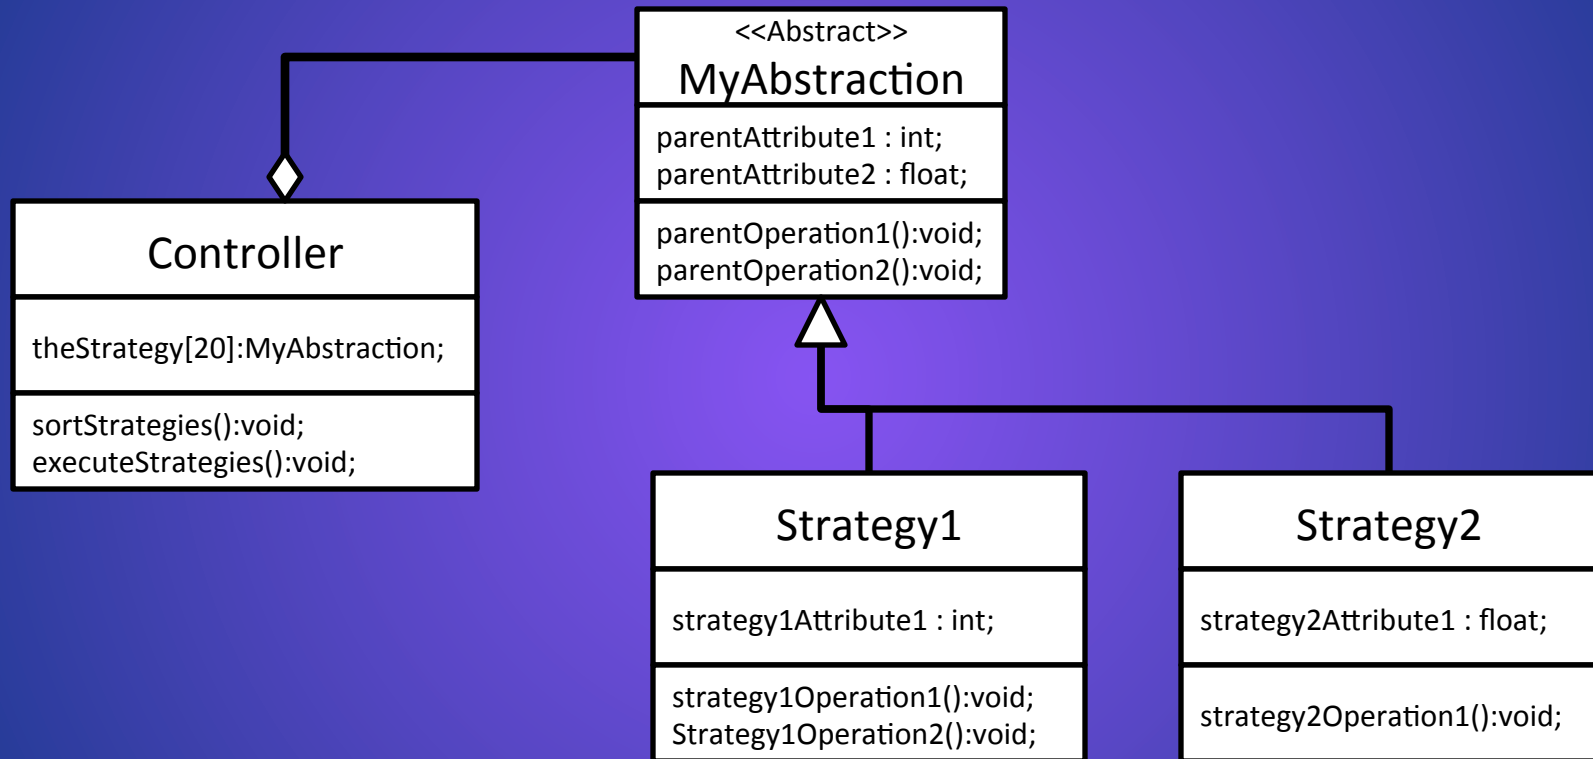 <<Abstract>>
MyAbstraction
parentAttribute1 : int;
parentAttribute2 : float;
parentOperation1():void;
parentOperation2():void;
Controller
theStrategy[20]:MyAbstraction;
sortStrategies():void;
executeStrategies():void;
Strategy1
strategy1Attribute1 : int;
strategy1Operation1():void;
Strategy1Operation2():void;
Strategy2
strategy2Attribute1 : float;
strategy2Operation1():void;